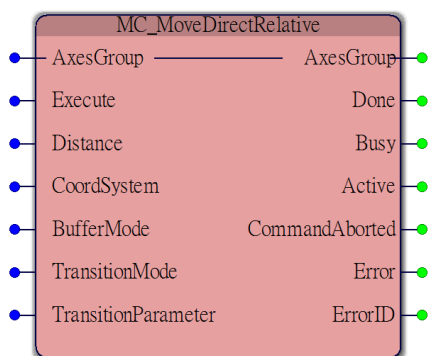 MC_MoveDirectRelative
AxesGroup AxesGroup
Execute Done
Distance Busy
CoordSystem Active
BufferMode CommandAborted
TransitionMode Error
TransitionParameter ErrorID